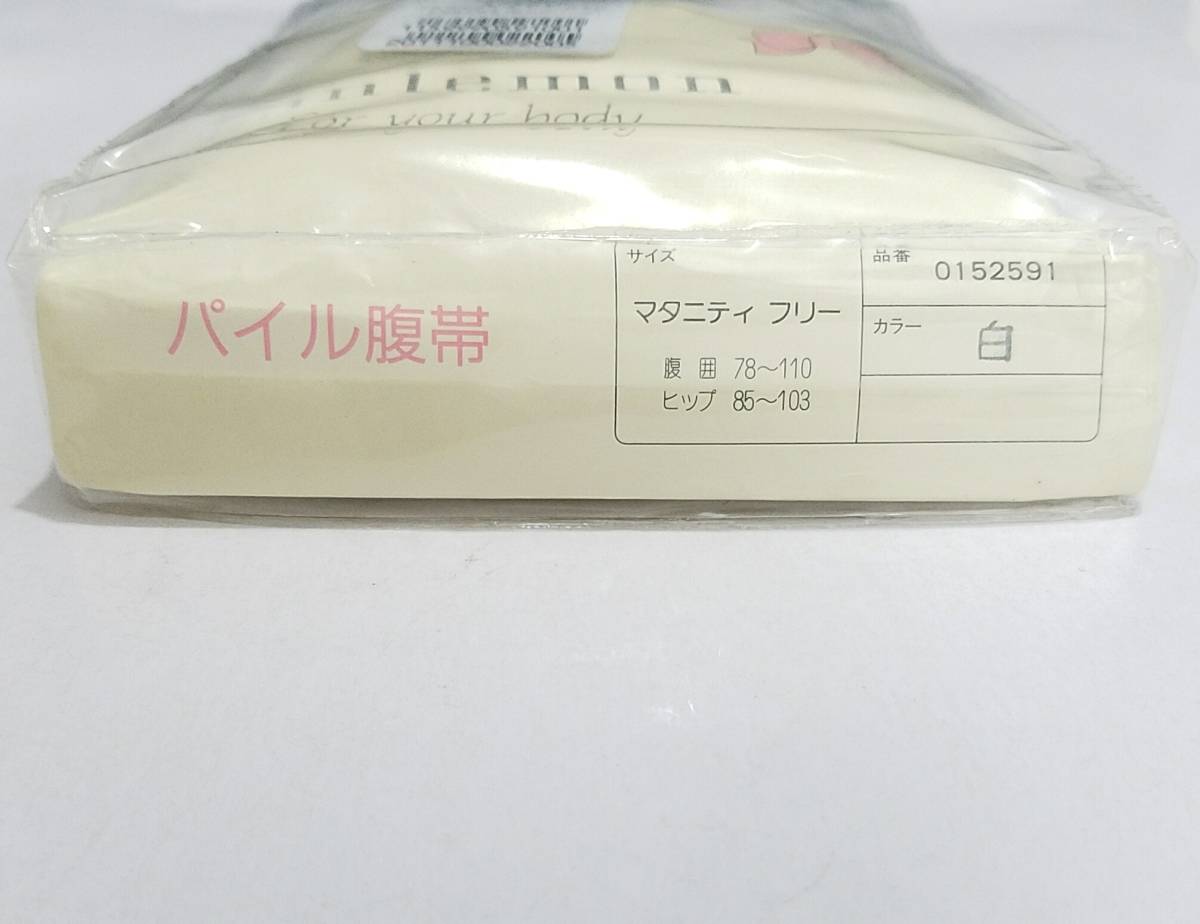 For your body
パイル腹帯
サイズ
マタニティ フリー
腹 囲 78〜110
ヒップ 85〜103
品番 0152591
カラー 白